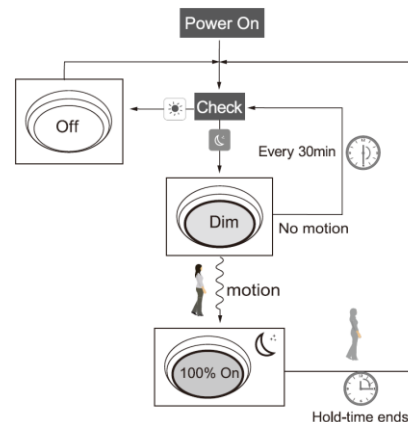 Power On
Check
Off
Every 30min
Dim
No motion
motion
100% On
Hold-time ends